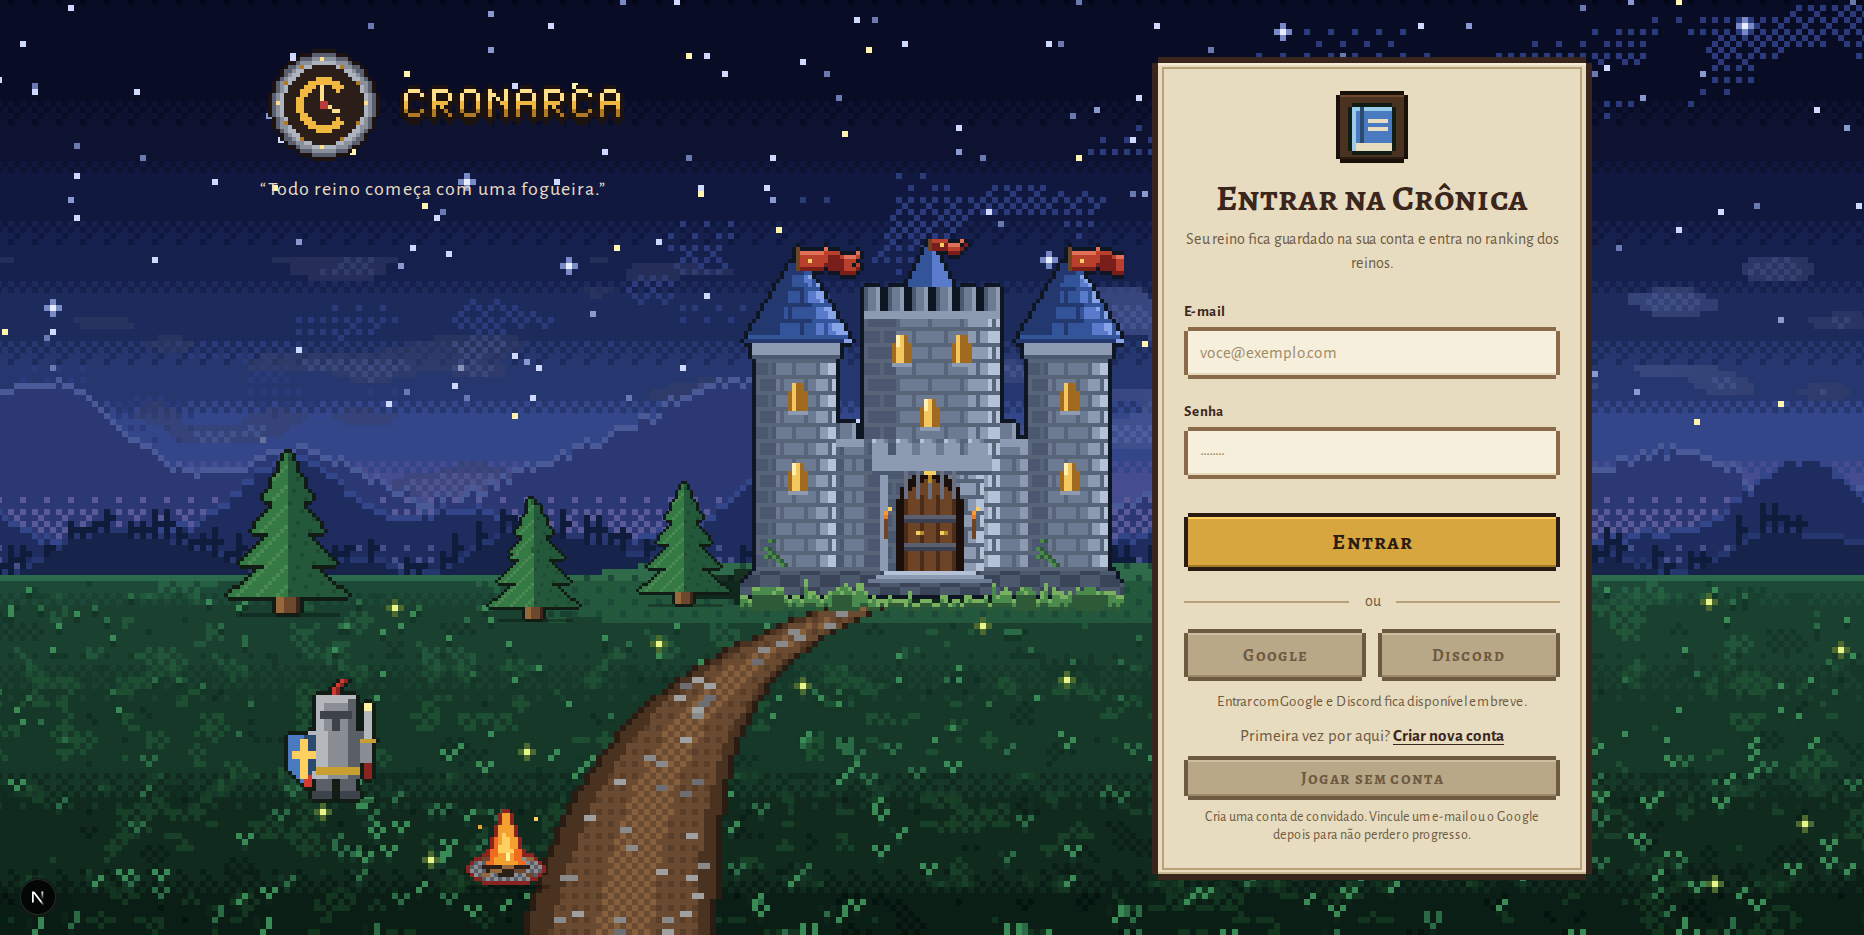 CRONARCA
“Todo reino começa com uma fogueira.”
Entrar na Crônica
Seu reino fica guardado na sua conta e entra no ranking dos
reinos.
E-mail
voce@exemplo.com
Senha
········
Entrar
ou
Google
Discord
Entrar com Google e Discord fica disponível em breve.
Primeira vez por aqui? Criar nova conta
Jogar sem conta
Cria uma conta de convidado. Vincule um e-mail ou o Google
depois para não perder o progresso.
N